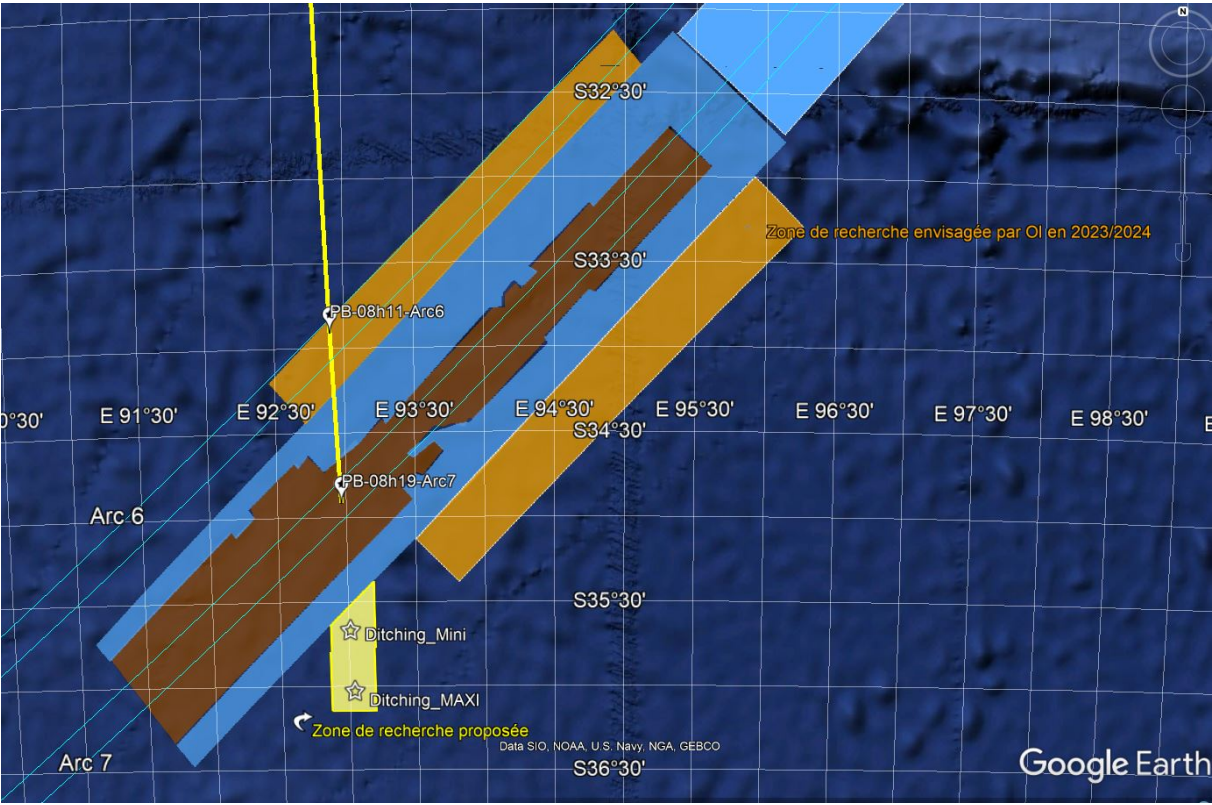 N
S32°30'
Zone de recherche envisagée par OI en 2023/2024
S33°30'
PB-08h11-Arc6
0°30'
E 91°30'
E 92°30'
E 93°30'
E 94°30'
E 95°30'
E 96°30'
E 97°30'
E 98°30'
E
S34°30'
PB-08h19-Arc7
Arc 6
S35°30'
Ditching_Mini
Ditching_MAXI
Zone de recherche proposée
Data SIO, NOAA, U.S. Navy, NGA, GEBCO
Arc 7
S36°30'
Google Earth